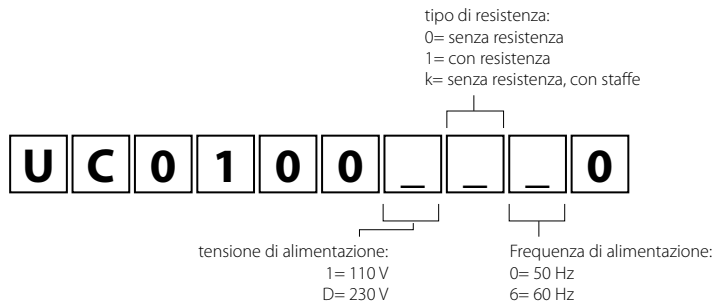 tipo di resistenza:
0= senza resistenza
1= con resistenza
k= senza resistenza, con staffe
U C 0 1 0 0 _ _ _ 0
tensione di alimentazione:
1= 110 V
D= 230 V
Frequenza di alimentazione:
0= 50 Hz
6= 60 Hz